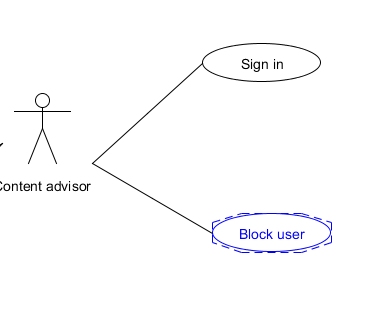 Sign in
Content advisor
Block user